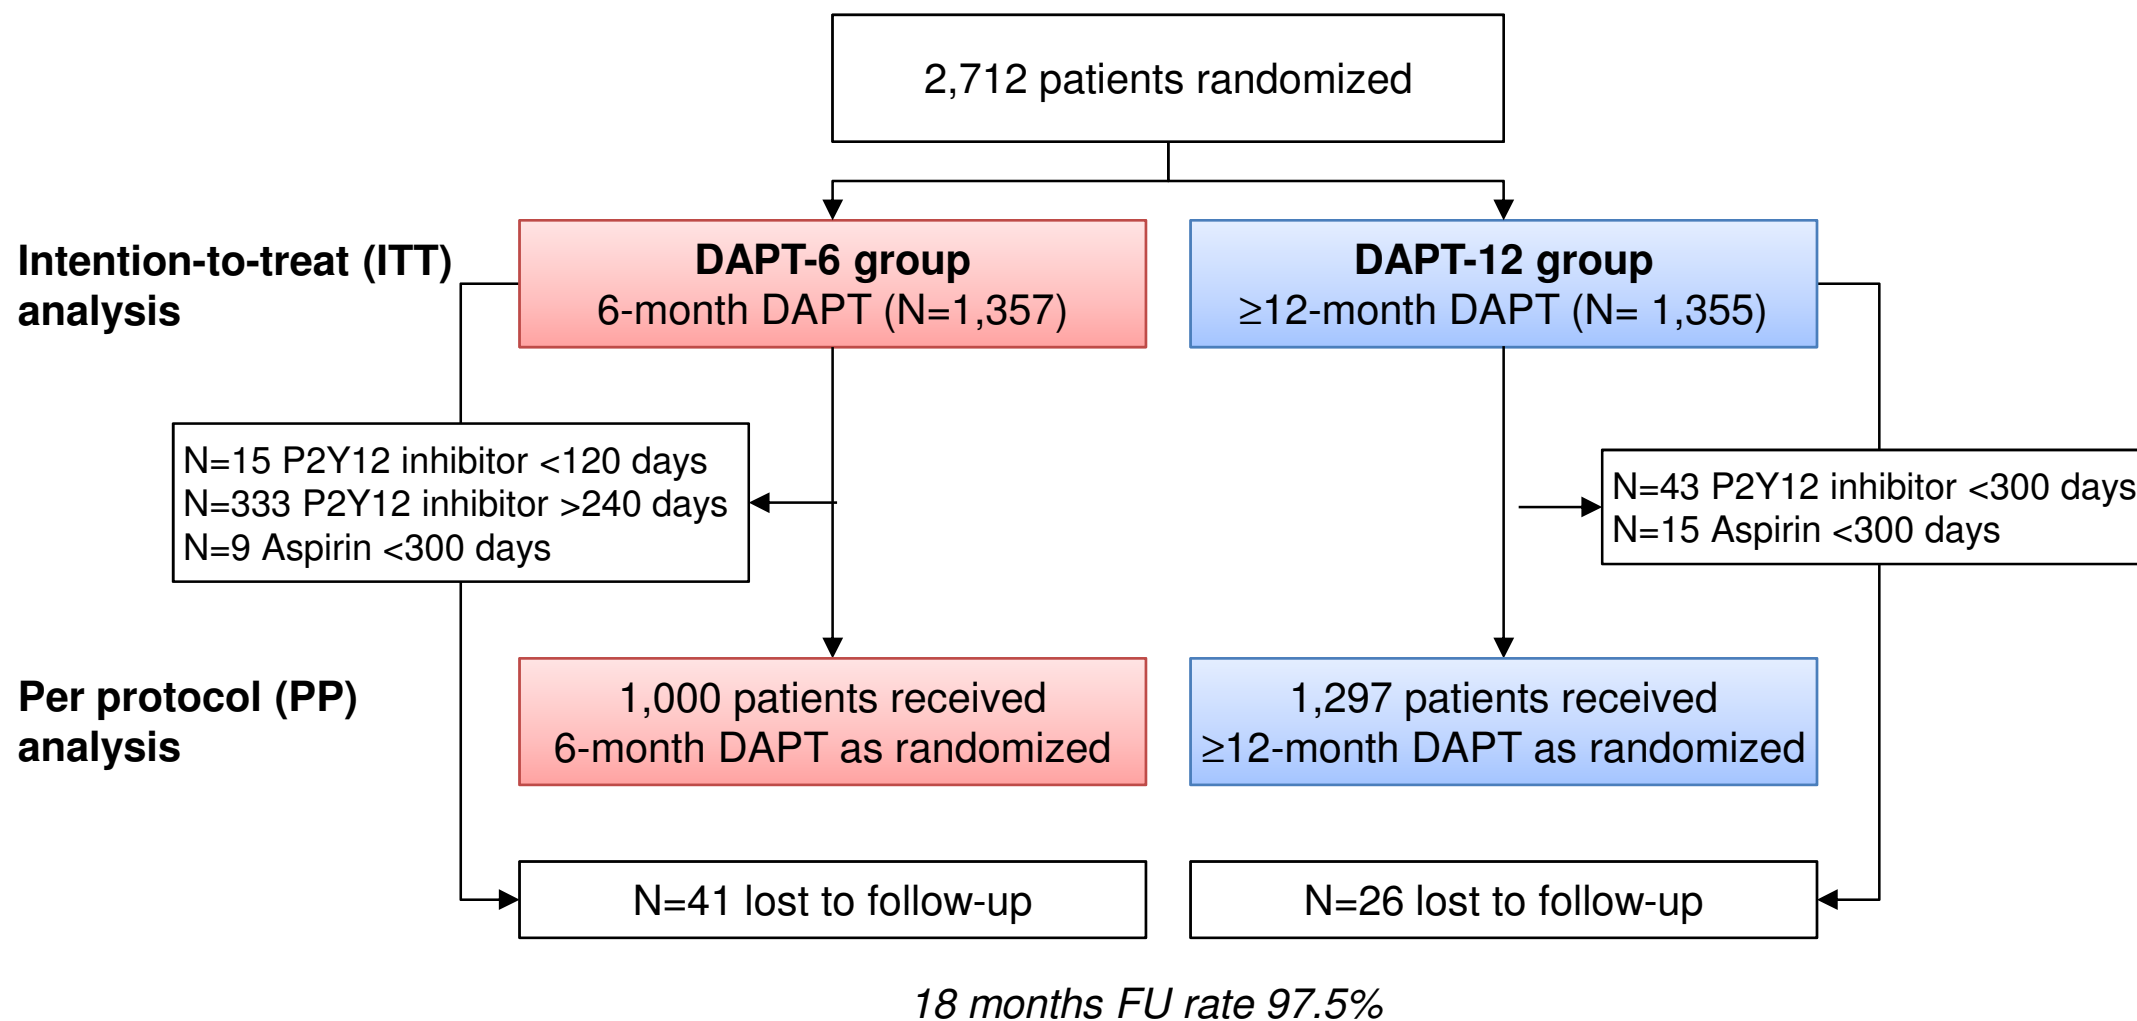 2,712 patients randomized
Intention-to-treat (ITT)
analysis
DAPT-6 group
6-month DAPT (N=1,357)
DAPT-12 group
≥12-month DAPT (N= 1,355)
N=15 P2Y12 inhibitor <120 days
N=333 P2Y12 inhibitor >240 days
N=9 Aspirin <300 days
N=43 P2Y12 inhibitor <300 days
N=15 Aspirin <300 days
Per protocol (PP)
analysis
1,000 patients received
6-month DAPT as randomized
1,297 patients received
≥12-month DAPT as randomized
N=41 lost to follow-up
N=26 lost to follow-up
18 months FU rate 97.5%